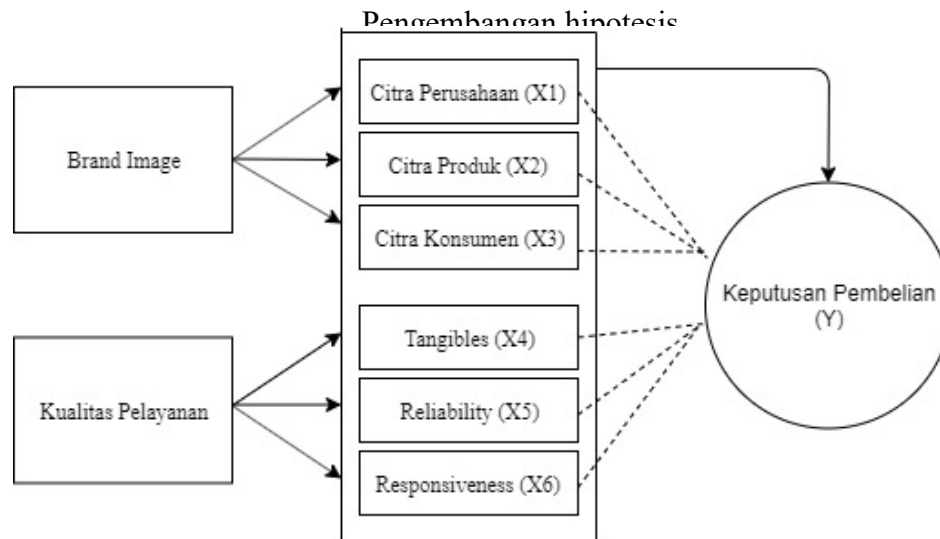 Pengembangan hipotesis
Citra Perusahaan (X1)
Brand Image
Citra Produk (X2)
Citra Konsumen (X3)
Keputusan Pembelian
(Y)
Tangibles (X4)
Kualitas Pelayanan
Reliability (X5)
Responsiveness (X6)